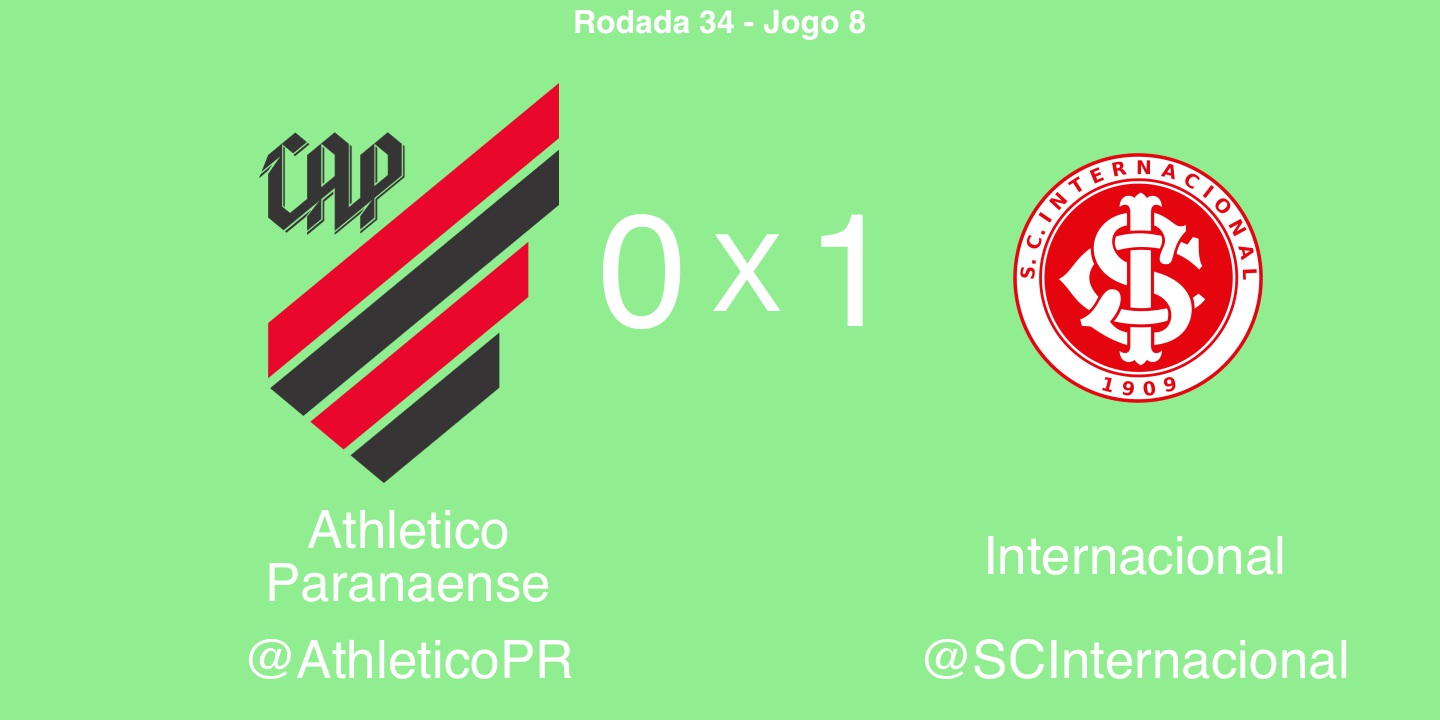 Rodada 34 - Jogo 8
CAP
0 X 1
S.C. INTERNACIONAL
SCI
1909
Athletico
Paranaense
Internacional
@AthleticoPR
@SCInternacional